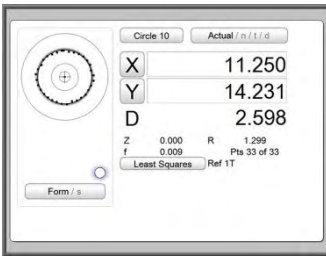 Circle 10 Actual / n / t / d
X 11.250
Y 14.231
D 2.598
Z 0.000 R 1.299
f 0.009 Pts 33 of 33
Least Squares Ref 1T
Form / s